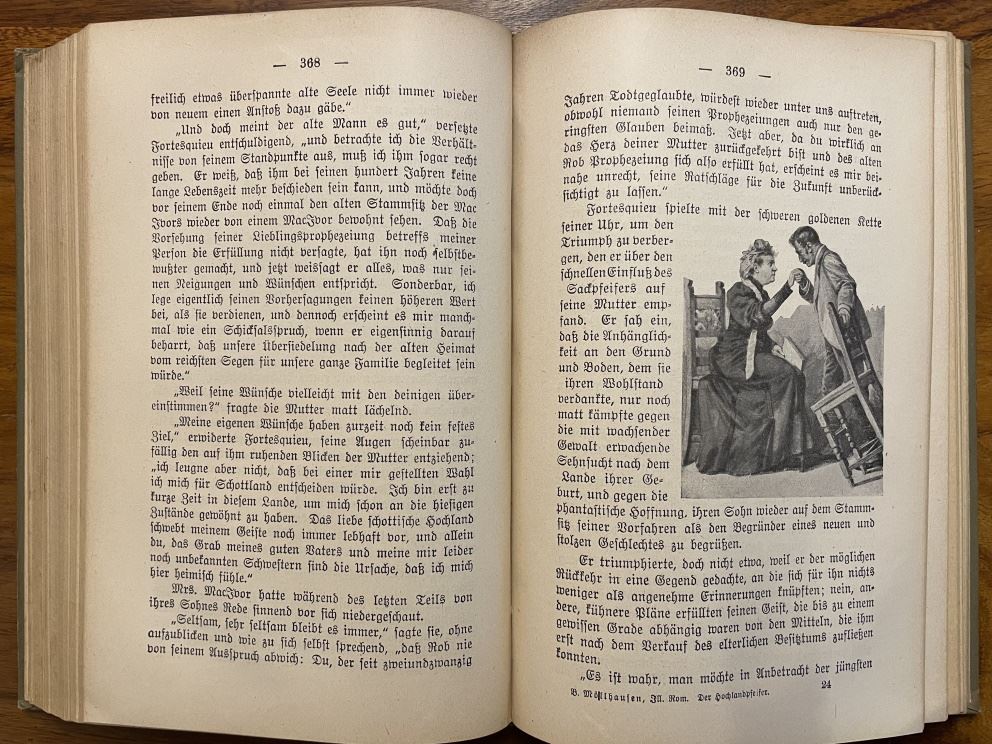 — 368 —
freilich etwas überspannte alte Seele nicht immer wieder
von neuem einen Anstoß dazu gäbe.“
„Und doch meint der alte Mann es gut,“ versetzte
Fortesquieu entschuldigend, „und betrachte ich die Verhält-
nisse von seinem Standpunkte aus, muß ich ihm sogar recht
geben. Er weiß, daß ihm bei seinen hundert Jahren keine
lange Lebenszeit mehr beschieden sein kann, und möchte doch
vor seinem Ende noch einmal den alten Stammsitz der Mac
Ivors wieder von einem MacIvor bewohnt sehen. Daß die
Vorsehung seiner Lieblingsprophezeiung betreffs meiner
Person die Erfüllung nicht versagte, hat ihn noch selbstbe-
wußter gemacht, und jetzt weissagt er alles, was nur sei-
nen Neigungen und Wünschen entspricht. Sonderbar, ich
lege eigentlich seinen Vorhersagungen keinen höheren Wert
bei, als sie verdienen, und dennoch erscheint es mir manch-
mal wie ein Schicksalsspruch, wenn er eigensinnig darauf
beharrt, daß unsere Übersiedelung nach der alten Heimat
vom reichsten Segen für unsere ganze Familie begleitet sein
würde.“
„Weil seine Wünsche vielleicht mit den deinigen über-
einstimmen?“ fragte die Mutter matt lächelnd.
„Meine eigenen Wünsche haben zurzeit noch kein festes
Ziel,“ erwiderte Fortesquieu, seine Augen scheinbar zu-
fällig den auf ihm ruhenden Blicken der Mutter entziehend;
„ich leugne aber nicht, daß bei einer mir gestellten Wahl
ich mich für Schottland entscheiden würde. Ich bin erst zu
kurze Zeit in diesem Lande, um mich schon an die hiesigen
Zustände gewöhnt zu haben. Das liebe schottische Hochland
schwebt meinem Geiste noch immer lebhaft vor, und allein
du, das Grab meines guten Vaters und meine mir leider
noch unbekannten Schwestern sind die Ursache, daß ich mich
hier heimisch fühle.“
Mrs. MacIvor hatte während des letzten Teils von
ihres Sohnes Rede sinnend vor sich niedergeschaut.
„Seltsam, sehr seltsam bleibt es immer,“ sagte sie, ohne
aufzublicken und wie zu sich selbst sprechend, „daß Rob nie
von seinem Ausspruch abwich: Du, der seit zweiundzwanzig
— 369 —
Jahren Todtgeglaubte, würdest wieder unter uns auftreten,
obwohl niemand seinen Prophezeiungen auch nur den ge-
ringsten Glauben beimaß. Jetzt aber, da du wirklich an
das Herz deiner Mutter zurückgekehrt bist und des alten
Rob Prophezeiung sich also erfüllt hat, erscheint es mir bei-
nahe unrecht, seine Ratschläge für die Zukunft unberück-
sichtigt zu lassen.“
Fortesquieu spielte mit der schweren goldenen Kette
seiner Uhr, um den
Triumph zu verber-
gen, den er über den
schnellen Einfluß des
Sackpfeifers auf
seine Mutter emp-
fand. Er sah ein,
daß die Anhänglich-
keit an den Grund
und Boden, dem sie
ihren Wohlstand
verdankte, nur noch
matt kämpfte gegen
die mit wachsender
Gewalt erwachende
Sehnsucht nach dem
Lande ihrer Ge-
burt, und gegen die
phantastische Hoffnung, ihren Sohn wieder auf dem Stamm-
sitz seiner Vorfahren als den Begründer eines neuen und
stolzen Geschlechtes zu begrüßen.
Er triumphierte, doch nicht etwa, weil er der möglichen
Rückkehr in eine Gegend gedachte, an die sich für ihn nichts
weniger als angenehme Erinnerungen knüpften; nein, an-
dere, kühnere Pläne erfüllten seinen Geist, die bis zu einem
gewissen Grade abhängig waren von den Mitteln, die ihm
erst nach dem Verkauf des elterlichen Besitztums zufließen
konnten.
„Es ist wahr, man möchte in Anbetracht der jüngsten
B. Möllhausen, Ill. Rom. Der Hochlandpfeifer.
24